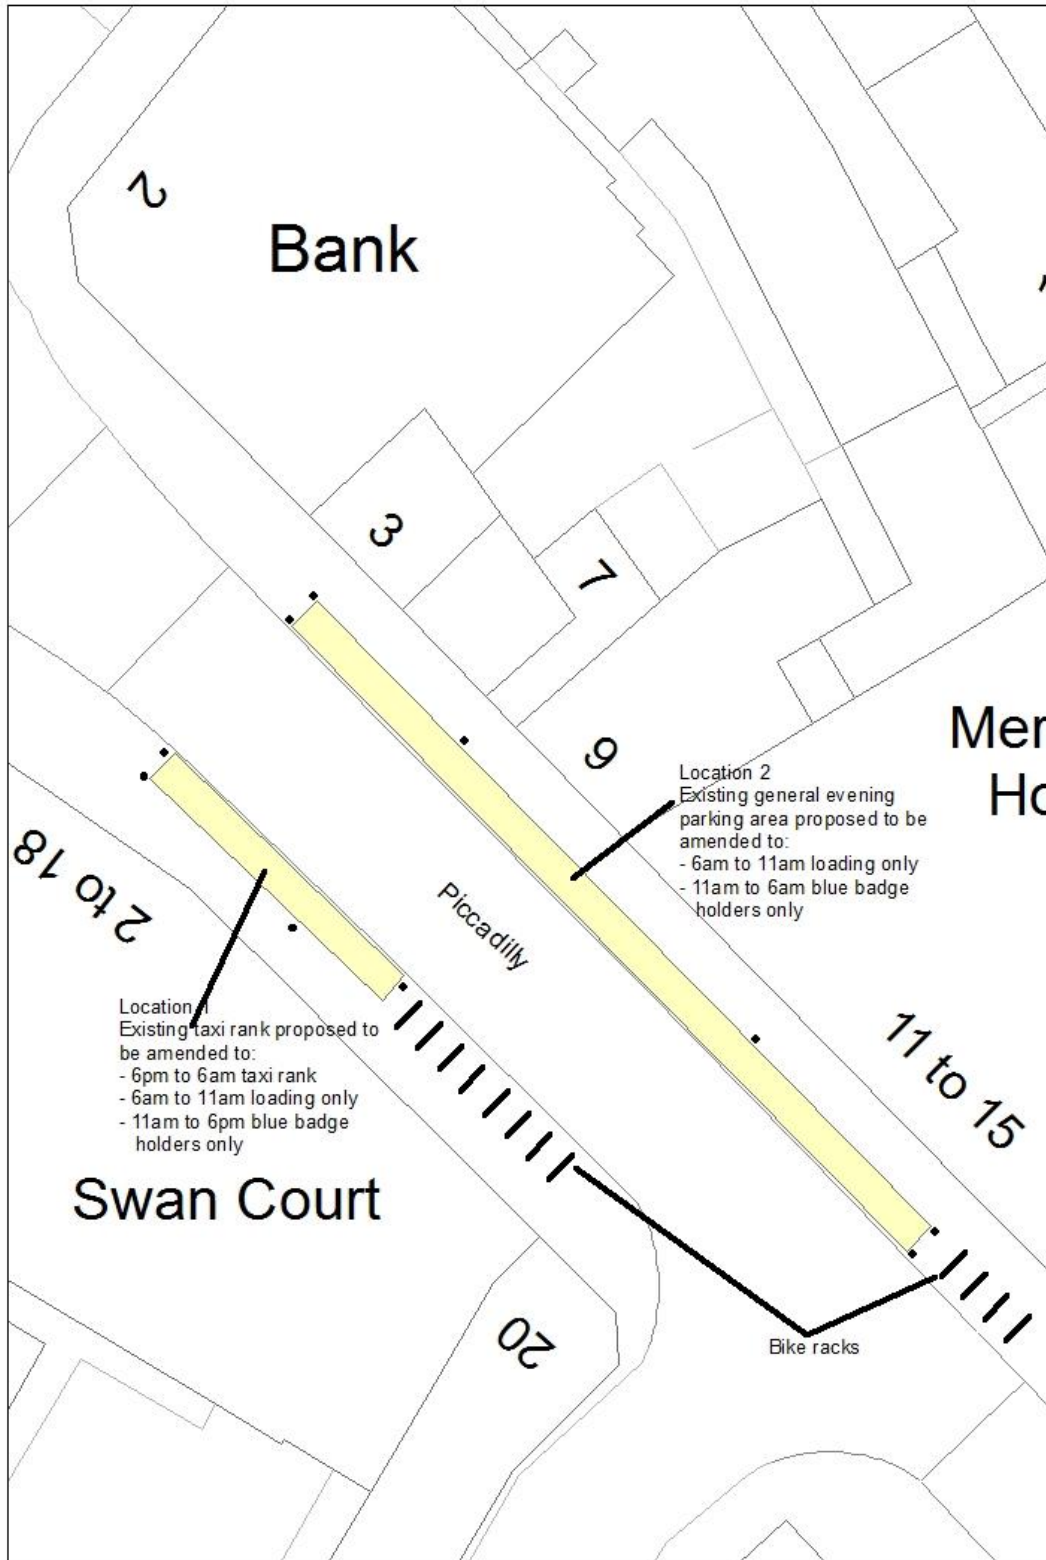 2
Bank
3
7
9
Mer
Ho
Location 2
Existing general evening
parking area proposed to be
amended to:
- 6am to 11am loading only
- 11am to 6am blue badge
holders only
2 to 18
Piccadilly
Location 1
Existing taxi rank proposed to
be amended to:
- 6pm to 6am taxi rank
- 6am to 11am loading only
- 11am to 6pm blue badge
holders only
11 to 15
Swan Court
20
Bike racks